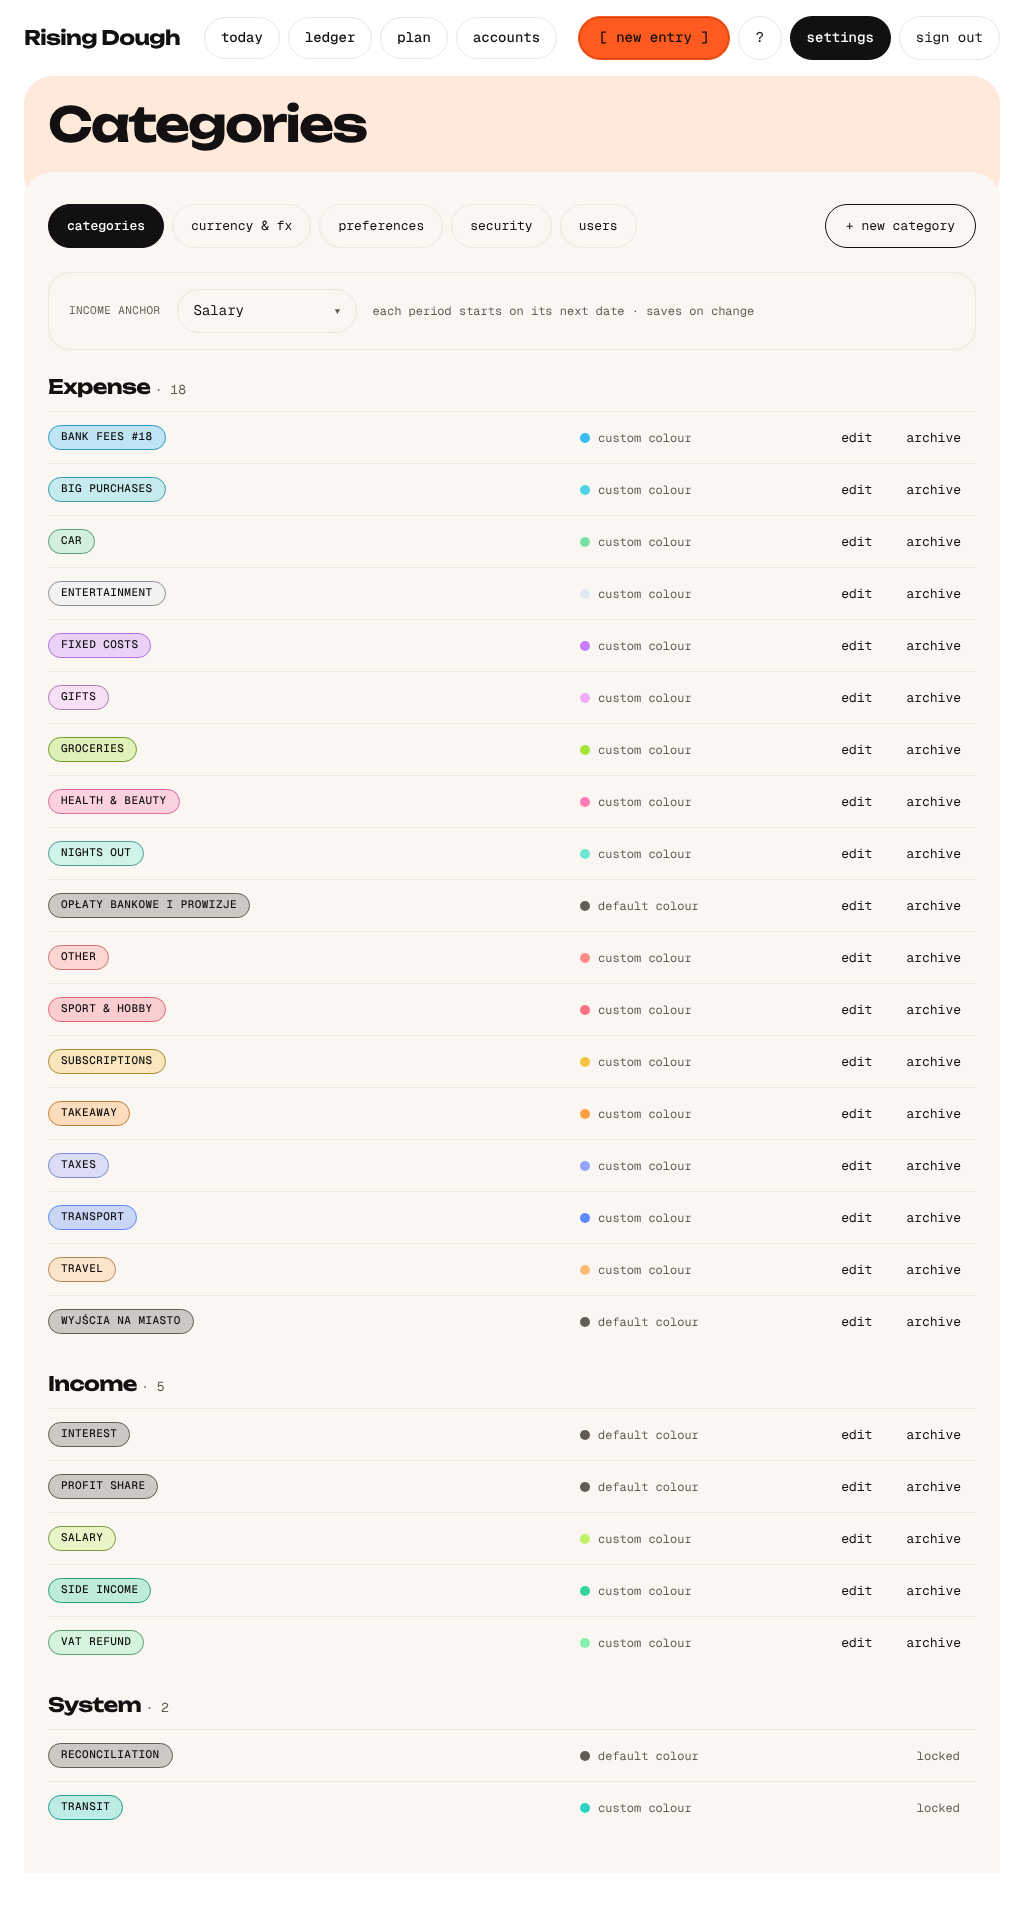 Rising Dough today ledger plan accounts [ new entry ] ? settings sign out
Categories
categories currency & fx preferences security users + new category
INCOME ANCHOR Salary ▾ each period starts on its next date · saves on change
Expense · 18
BANK FEES #18 custom colour edit archive
BIG PURCHASES custom colour edit archive
CAR custom colour edit archive
ENTERTAINMENT custom colour edit archive
FIXED COSTS custom colour edit archive
GIFTS custom colour edit archive
GROCERIES custom colour edit archive
HEALTH & BEAUTY custom colour edit archive
NIGHTS OUT custom colour edit archive
OPŁATY BANKOWE I PROWIZJE default colour edit archive
OTHER custom colour edit archive
SPORT & HOBBY custom colour edit archive
SUBSCRIPTIONS custom colour edit archive
TAKEAWAY custom colour edit archive
TAXES custom colour edit archive
TRANSPORT custom colour edit archive
TRAVEL custom colour edit archive
WYJŚCIA NA MIASTO default colour edit archive
Income · 5
INTEREST default colour edit archive
PROFIT SHARE default colour edit archive
SALARY custom colour edit archive
SIDE INCOME custom colour edit archive
VAT REFUND custom colour edit archive
System · 2
RECONCILIATION default colour locked
TRANSIT custom colour locked